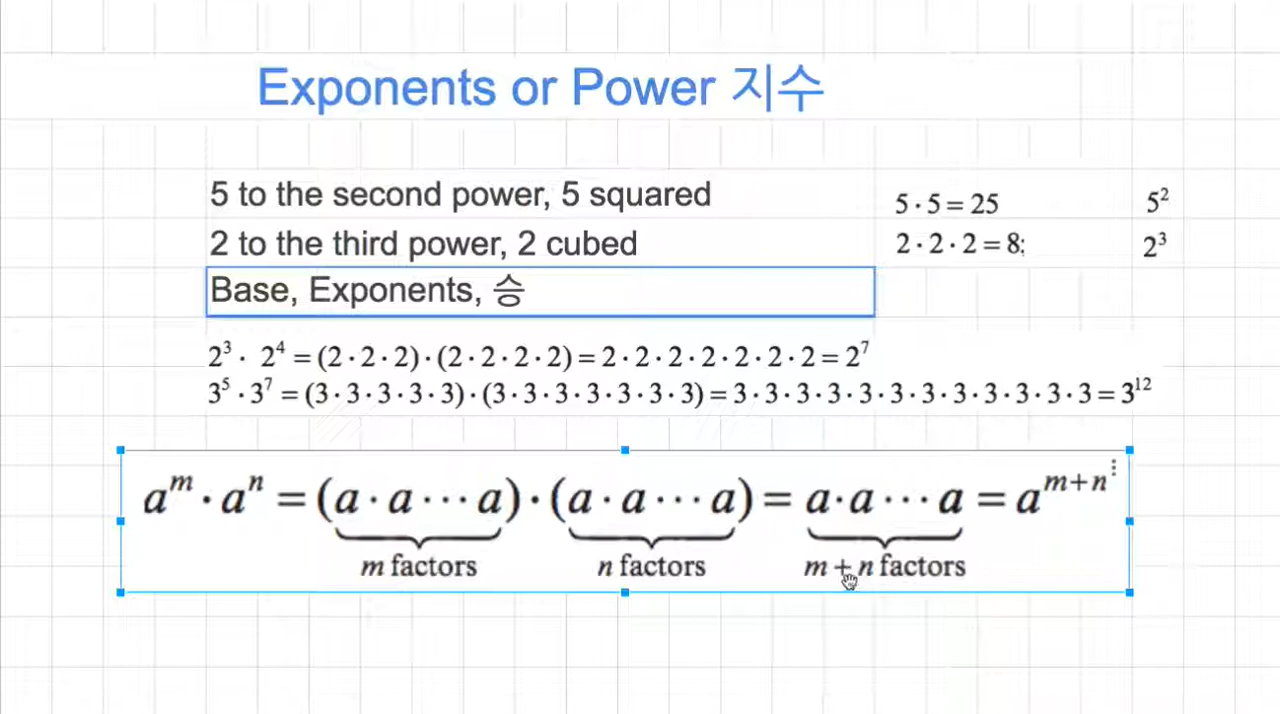 Exponents or Power 지수
5 to the second power, 5 squared
5 · 5 = 25
5²
2 to the third power, 2 cubed
2 · 2 · 2 = 8;
2³
Base, Exponents, 승
2³ · 2⁴ = (2 · 2 · 2) · (2 · 2 · 2 · 2) = 2 · 2 · 2 · 2 · 2 · 2 · 2 = 2⁷
3⁵ · 3⁷ = (3 · 3 · 3 · 3 · 3) · (3 · 3 · 3 · 3 · 3 · 3 · 3) = 3 · 3 · 3 · 3 · 3 · 3 · 3 · 3 · 3 · 3 · 3 · 3 = 3¹²
aᵐ · aⁿ = (a · a ⋯ a) · (a · a ⋯ a) = a · a ⋯ a = aᵐ⁺ⁿ
m factors n factors m + n factors